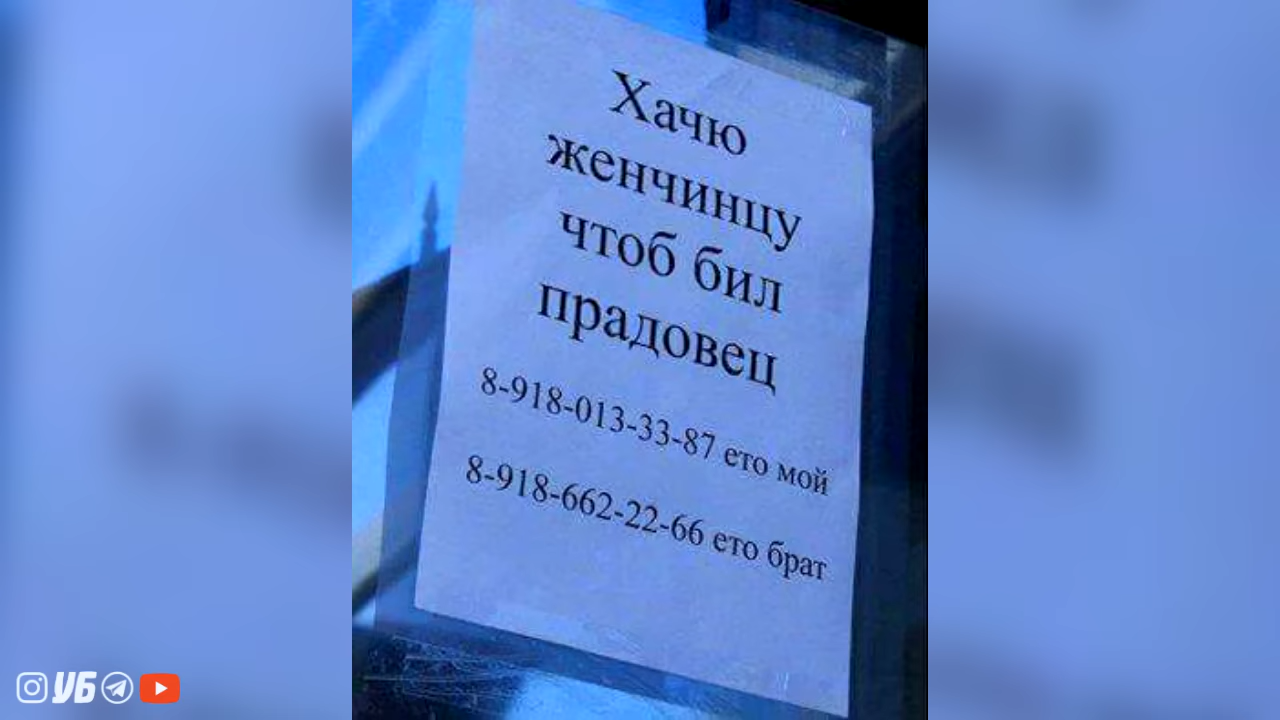 Хачю
женчинцу
чтоб бил
прадовец
8-918-013-33-87 ето мой
8-918-662-22-66 ето брат
УБ